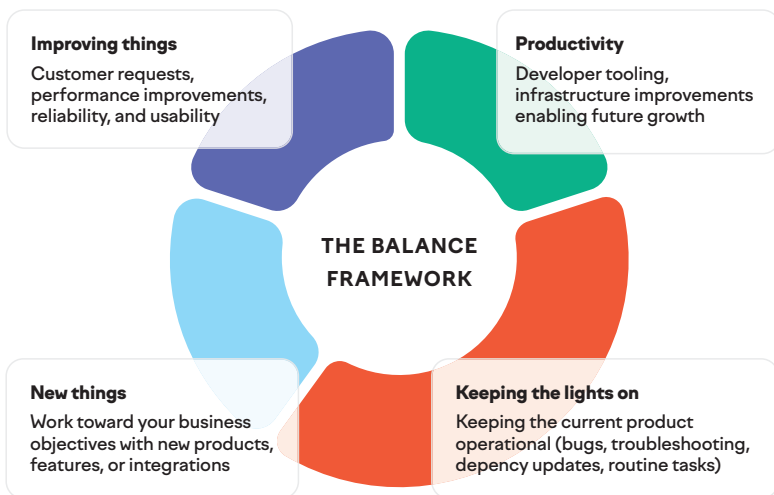 Improving things
Customer requests,
performance improvements,
reliability, and usability
Productivity
Developer tooling,
infrastructure improvements
enabling future growth
THE BALANCE
FRAMEWORK
New things
Work toward your business
objectives with new products,
features, or integrations
Keeping the lights on
Keeping the current product
operational (bugs, troubleshooting,
depency updates, routine tasks)